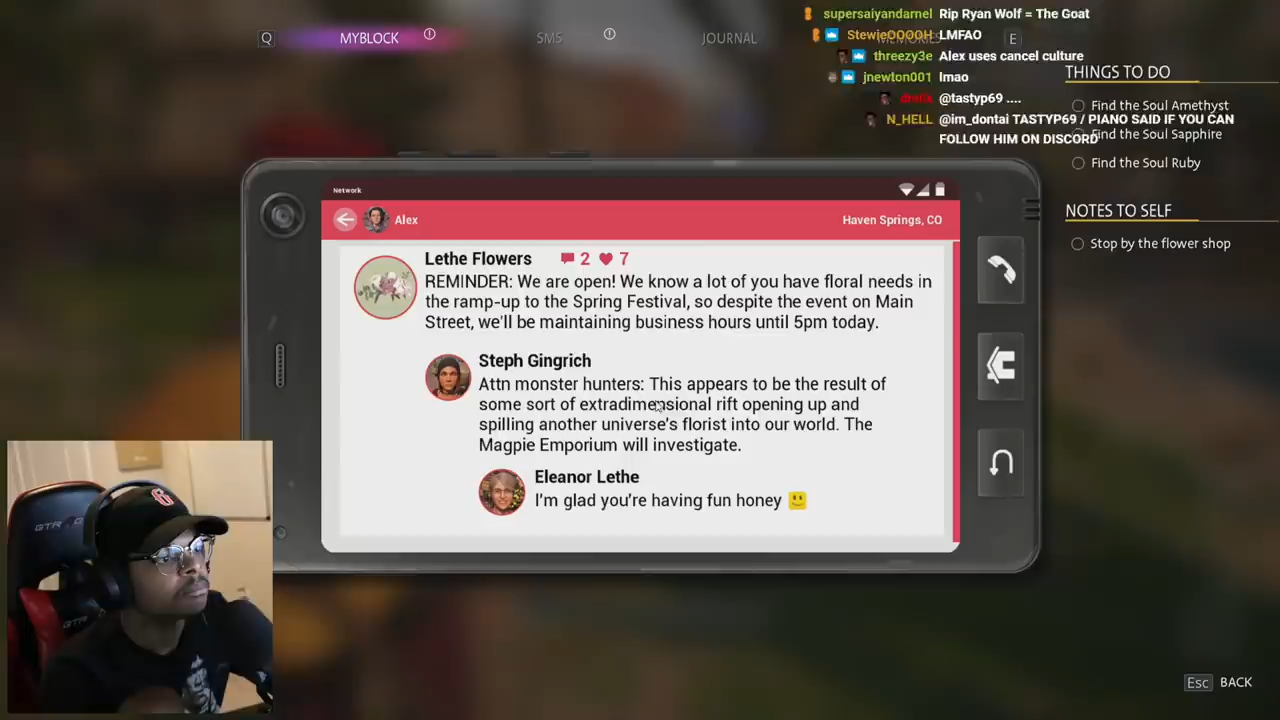 supersaiyandarnel Rip Ryan Wolf = The Goat
Q MYBLOCK SMS JOURNAL E
StewieOOOOH LMFAO
threezy3e Alex uses cancel culture
jnewton001 lmao
@tastyp69 ....
N_HELL @im_dontai TASTYP69 / PIANO SAID IF YOU CAN
FOLLOW HIM ON DISCORD
THINGS TO DO
Find the Soul Amethyst
Find the Soul Sapphire
Find the Soul Ruby
NOTES TO SELF
Stop by the flower shop
Network
Alex Haven Springs, CO
Lethe Flowers 2 7
REMINDER: We are open! We know a lot of you have floral needs in
the ramp-up to the Spring Festival, so despite the event on Main
Street, we'll be maintaining business hours until 5pm today.
Steph Gingrich
Attn monster hunters: This appears to be the result of
some sort of extradimensional rift opening up and
spilling another universe's florist into our world. The
Magpie Emporium will investigate.
Eleanor Lethe
I'm glad you're having fun honey
Esc BACK